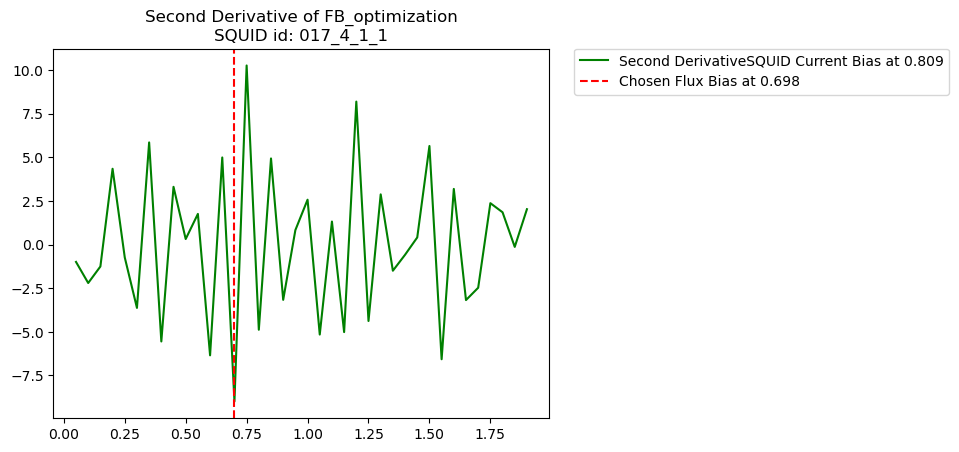 Second Derivative of FB_optimization
SQUID id: 017_4_1_1
Second DerivativeSQUID Current Bias at 0.809
Chosen Flux Bias at 0.698
10.0
7.5
5.0
2.5
0.0
−2.5
−5.0
−7.5
0.00 0.25 0.50 0.75 1.00 1.25 1.50 1.75